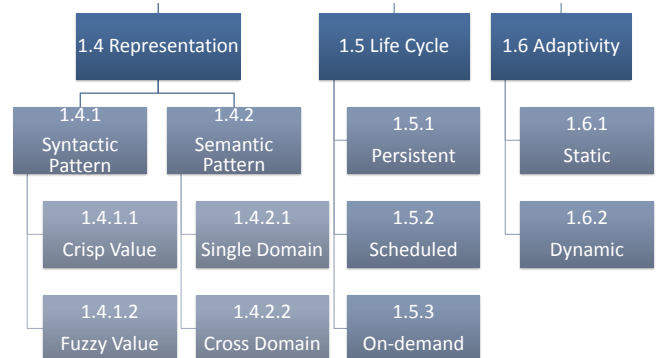 1.4 Representation
1.5 Life Cycle
1.6 Adaptivity
1.4.1
Syntactic
Pattern
1.4.2
Semantic
Pattern
1.5.1
Persistent
1.6.1
Static
1.4.1.1
Crisp Value
1.4.2.1
Single Domain
1.5.2
Scheduled
1.6.2
Dynamic
1.4.1.2
Fuzzy Value
1.4.2.2
Cross Domain
1.5.3
On-demand